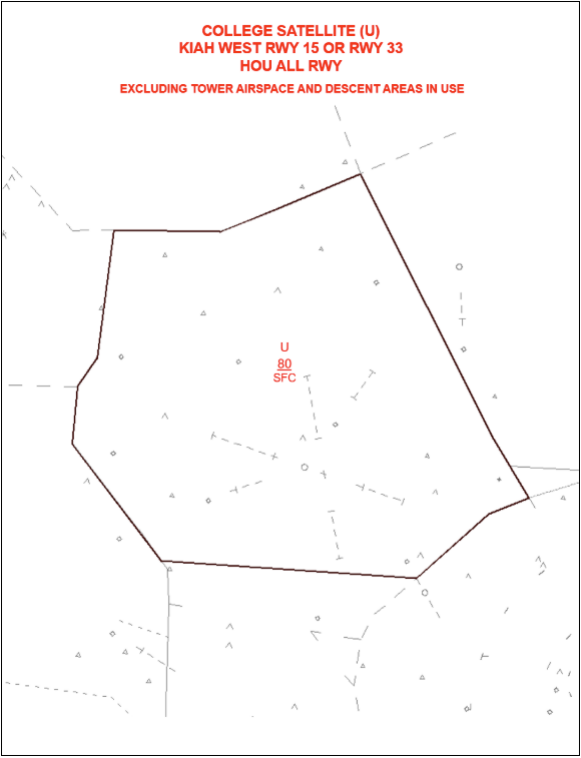 COLLEGE SATELLITE (U)
KIAH WEST RWY 15 OR RWY 33
HOU ALL RWY
EXCLUDING TOWER AIRSPACE AND DESCENT AREAS IN USE
U
80
SFC